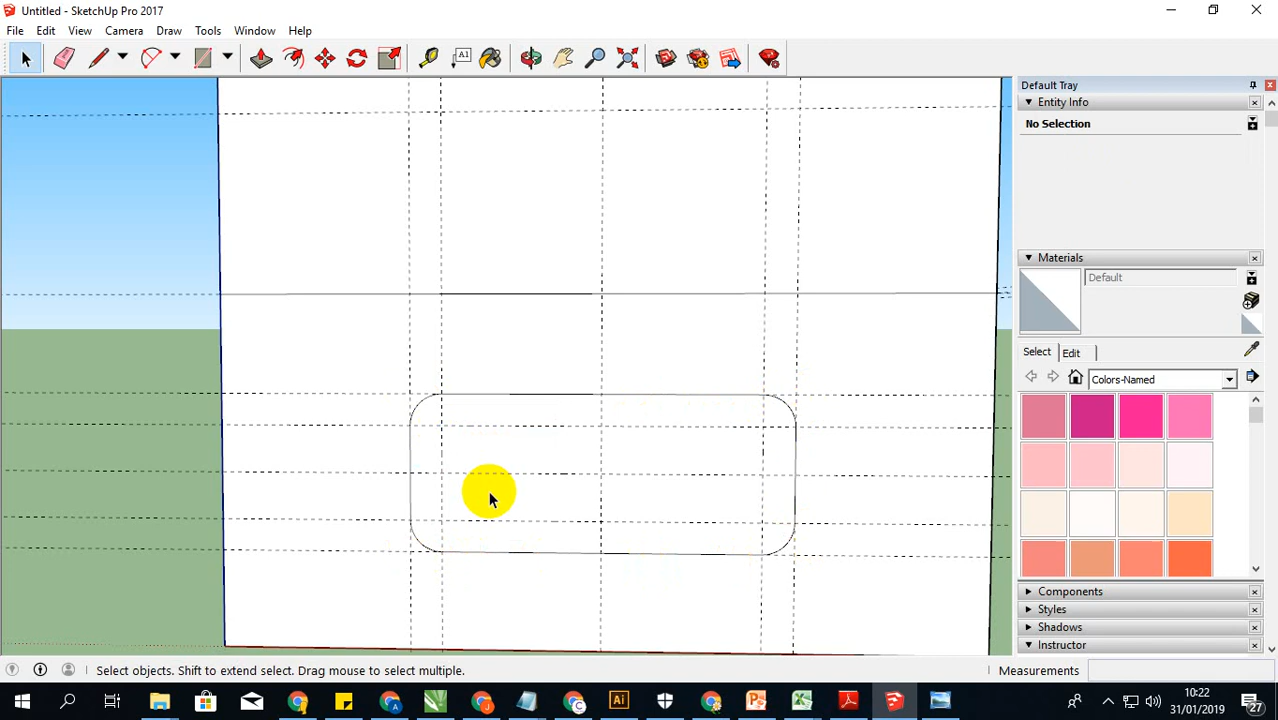 Untitled - SketchUp Pro 2017
File Edit View Camera Draw Tools Window Help
A1
Default Tray
Entity Info
No Selection
Materials
Default
Select Edit
Colors-Named
Components
Styles
Shadows
Instructor
Select objects. Shift to extend select. Drag mouse to select multiple.
Measurements
Ai
10:22
31/01/2019
27